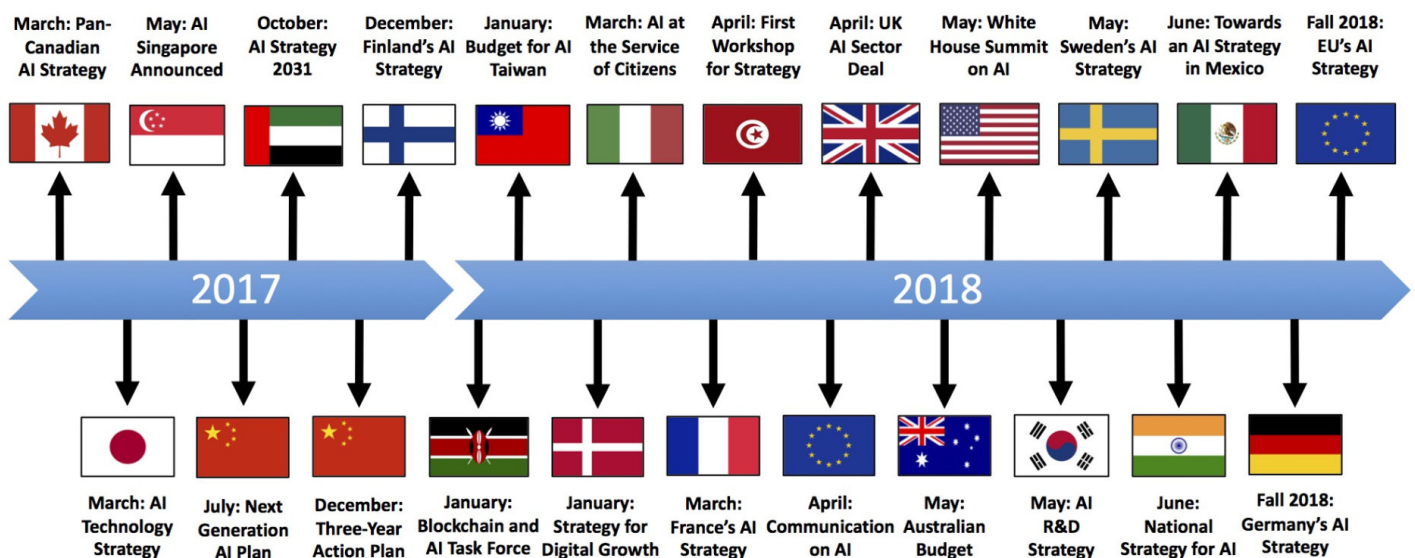 March: Pan-
Canadian
AI Strategy
May: AI
Singapore
Announced
October:
AI Strategy
2031
December:
Finland's AI
Strategy
January:
Budget for AI
Taiwan
March: AI at
the Service
of Citizens
April: First
Workshop
for Strategy
April: UK
AI Sector
Deal
May: White
House Summit
on AI
May:
Sweden's AI
Strategy
June: Towards
an AI Strategy
in Mexico
Fall 2018:
EU's AI
Strategy
2017
2018
March: AI
Technology
Strategy
July: Next
Generation
AI Plan
December:
Three-Year
Action Plan
January:
Blockchain and
AI Task Force
January:
Strategy for
Digital Growth
March:
France's AI
Strategy
April:
Communication
on AI
May:
Australian
Budget
May: AI
R&D
Strategy
June:
National
Strategy for AI
Fall 2018:
Germany's AI
Strategy